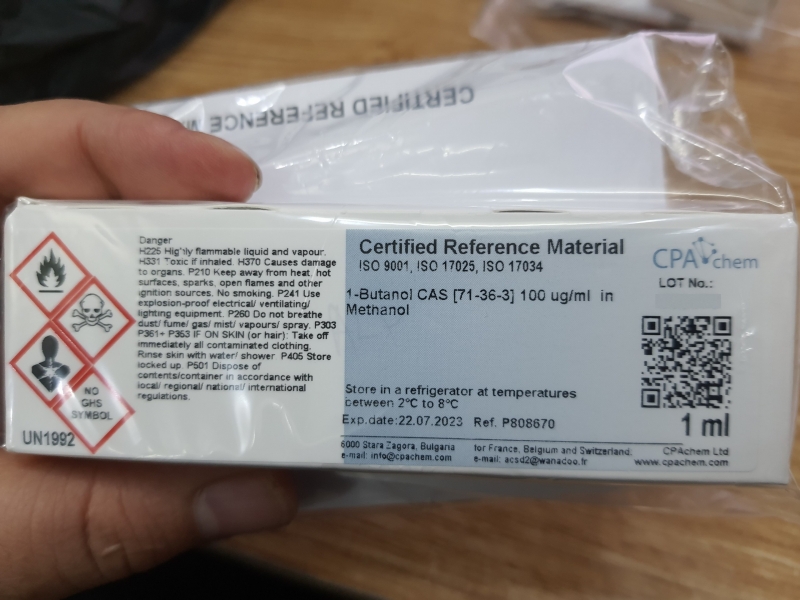 CERTIFIED REFERENCE
Danger
H225 Highly flammable liquid and vapour.
H331 Toxic if inhaled. H370 Causes damage
to organs. P210 Keep away from heat, hot
surfaces, sparks, open flames and other
ignition sources. No smoking. P241 Use
explosion-proof electrical/ ventilating/
lighting equipment. P260 Do not breathe
dust/ fume/ gas/ mist/ vapours/ spray. P303
P361+ P353 IF ON SKIN (or hair): Take off
immediately all contaminated clothing.
Rinse skin with water/ shower. P405 Store
locked up. P501 Dispose of
contents/container in accordance with
local/ regional/ national/ international
regulations.
NO
GHS
SYMBOL
UN1992
Certified Reference Material
ISO 9001, ISO 17025, ISO 17034
1-Butanol CAS [71-36-3] 100 ug/ml in
Methanol
Store in a refrigerator at temperatures
between 2°C to 8°C
Exp.date:22.07.2023 Ref. P808670
6000 Stara Zagora, Bulgaria
e-mail: info@cpachem.com
for France, Belgium and Switzerland:
e-mail: acsd2@wanadoo.fr
CPAchem
LOT No.:
1 ml
CPAchem Ltd
www.cpachem.com